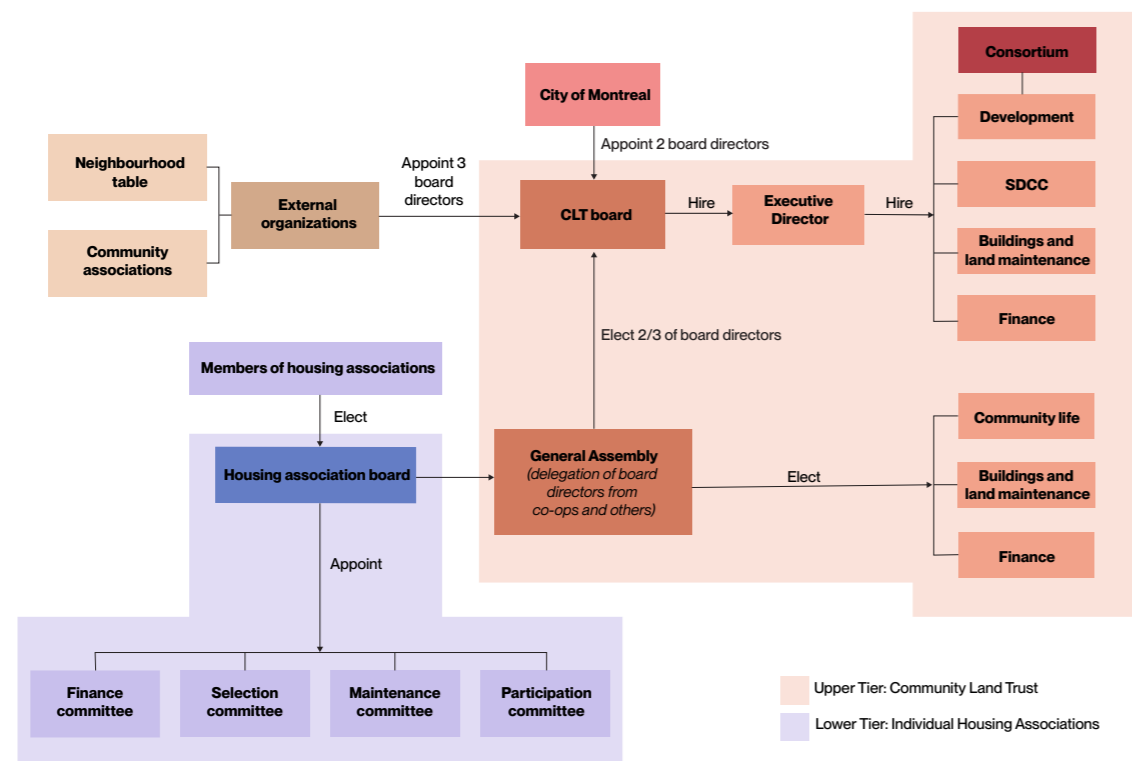 Consortium
City of Montreal
Development
Appoint 2 board directors
Neighbourhood
table
Appoint 3
board
directors
External
organizations
CLT board
Hire
Executive
Director
Hire
SDCC
Community
associations
Buildings and
land maintenance
Finance
Elect 2/3 of board directors
Members of housing associations
Elect
Community life
Housing association board
General Assembly
(delegation of board
directors from
co-ops and others)
Elect
Buildings and
land maintenance
Finance
Appoint
Finance
committee
Selection
committee
Maintenance
committee
Participation
committee
Upper Tier: Community Land Trust
Lower Tier: Individual Housing Associations